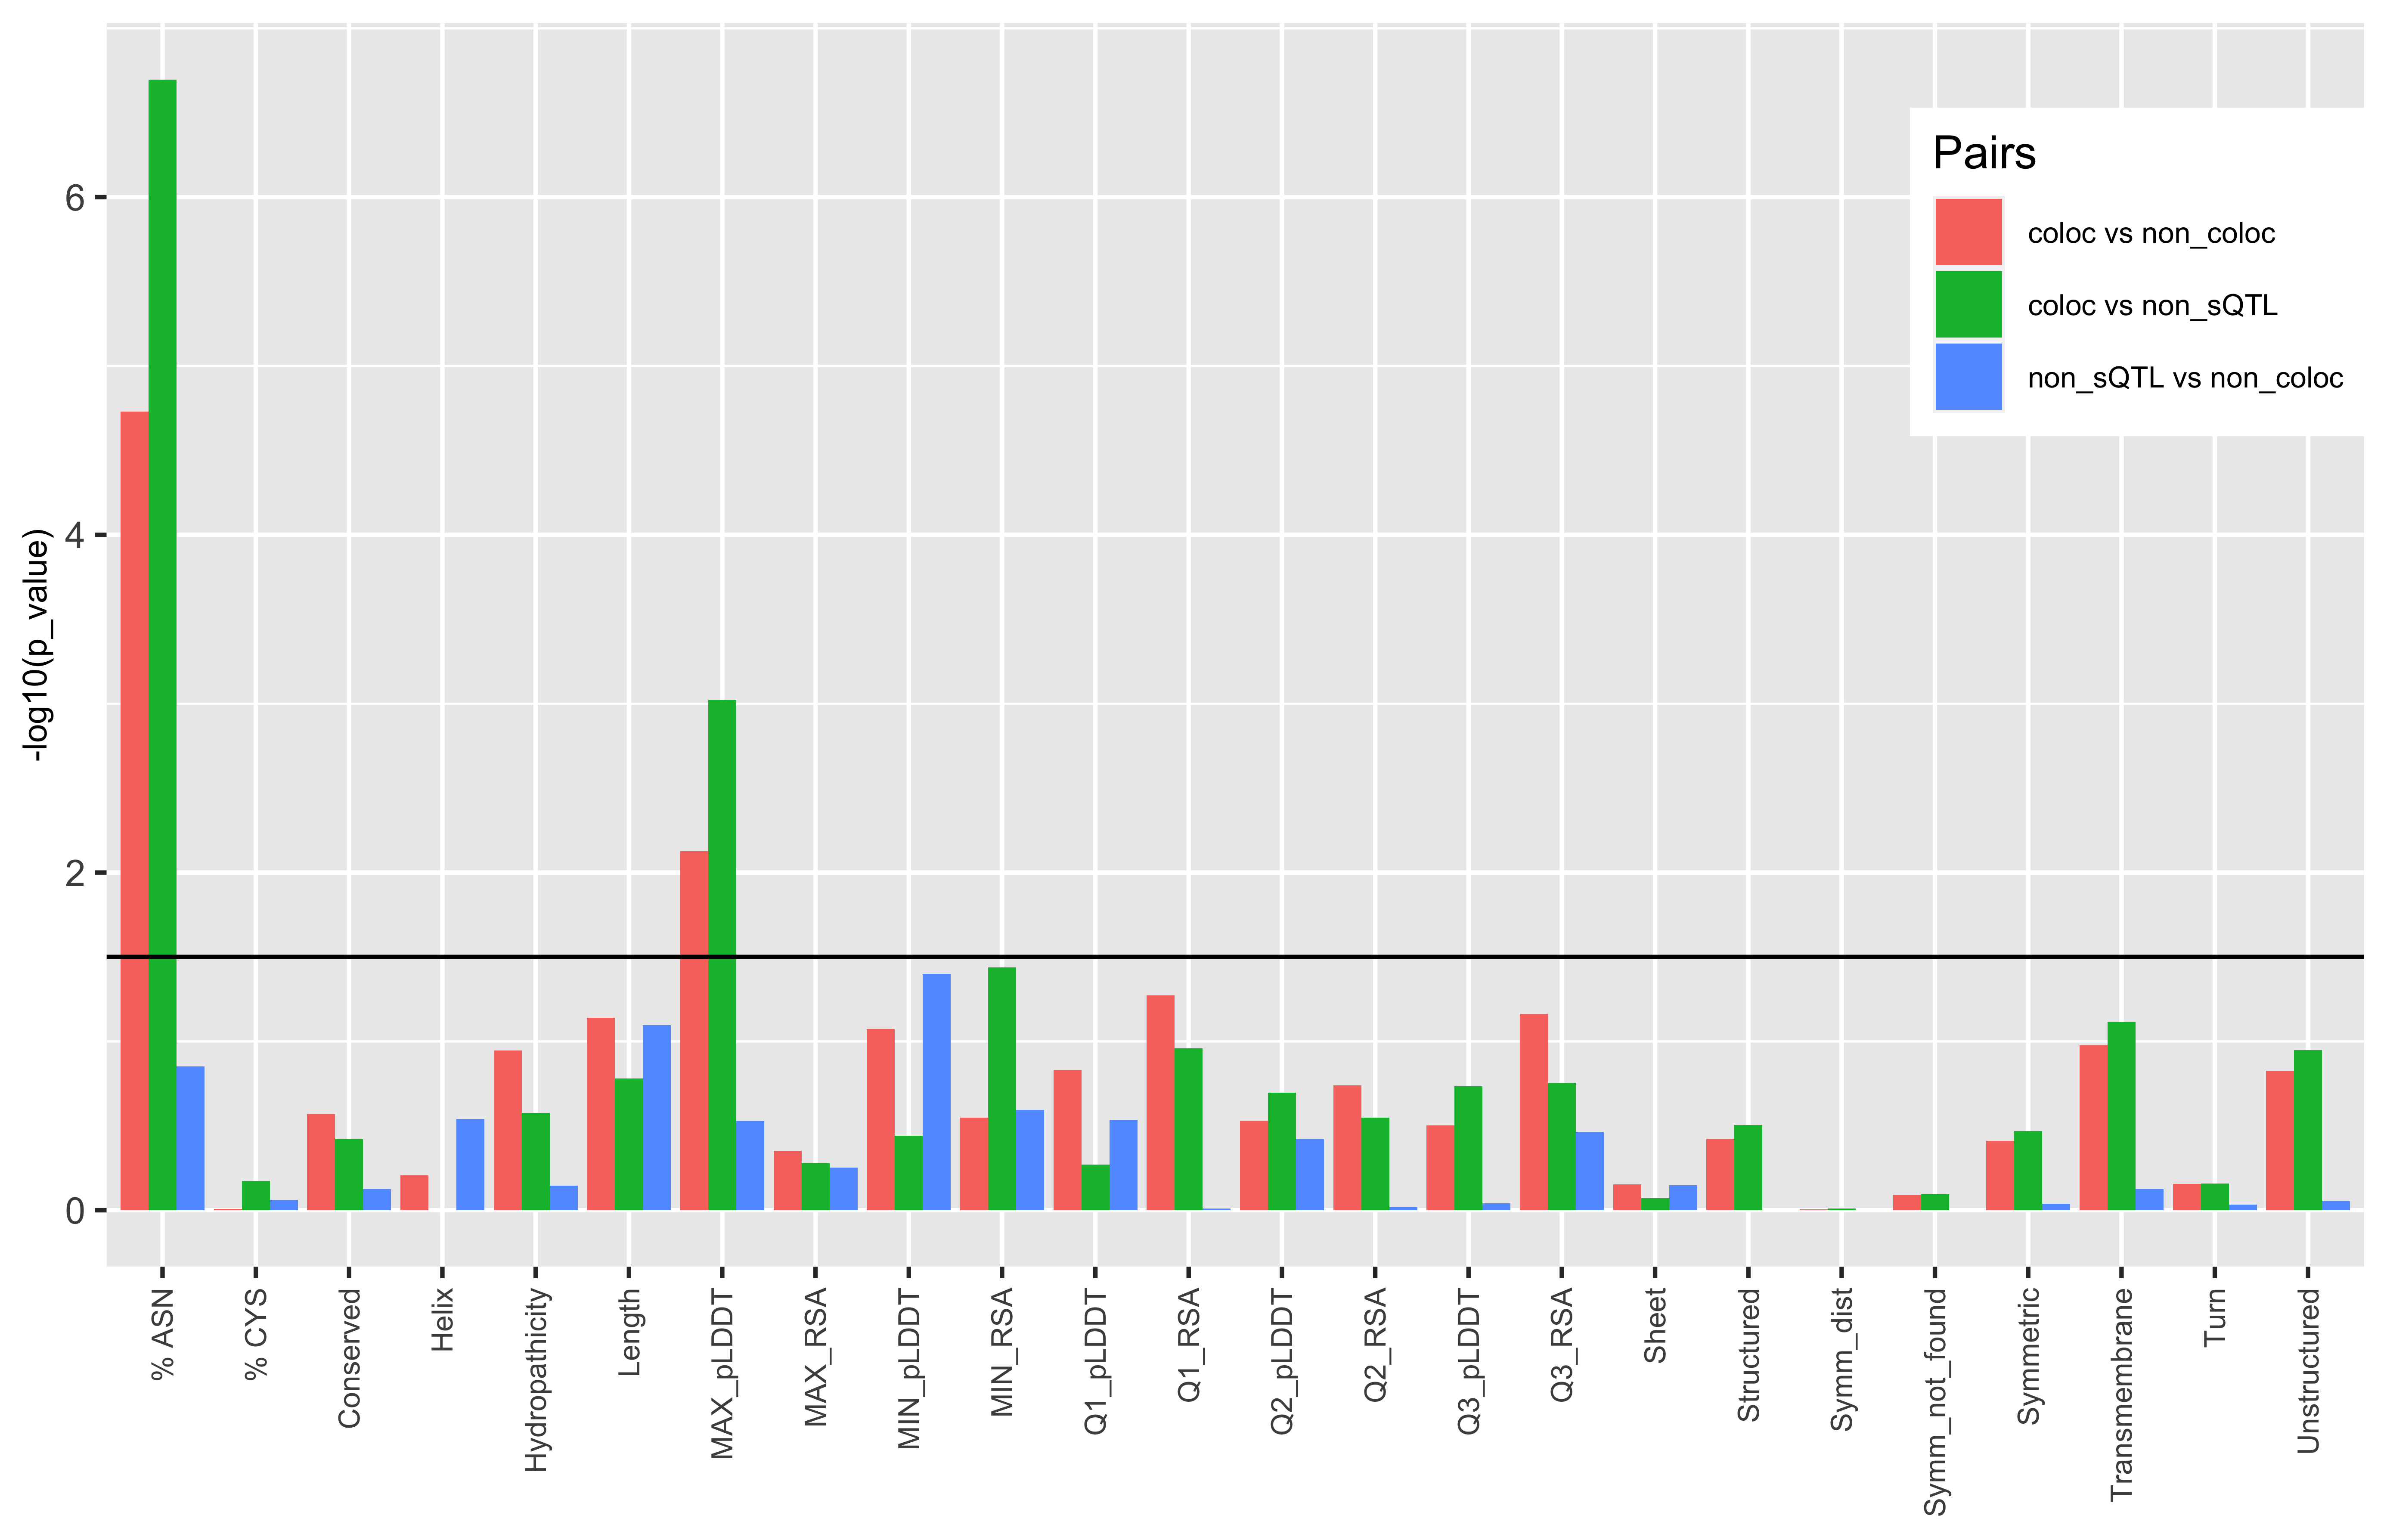 Pairs
coloc vs non_coloc
coloc vs non_sQTL
non_sQTL vs non_coloc
-log10(p_value)
6
4
2
0
% ASN
% CYS
Conserved
Helix
Hydropathicity
Length
MAX_pLDDT
MAX_RSA
MIN_pLDDT
MIN_RSA
Q1_pLDDT
Q1_RSA
Q2_pLDDT
Q2_RSA
Q3_pLDDT
Q3_RSA
Sheet
Structured
Symm_dist
Symm_not_found
Symmetric
Transmembrane
Turn
Unstructured